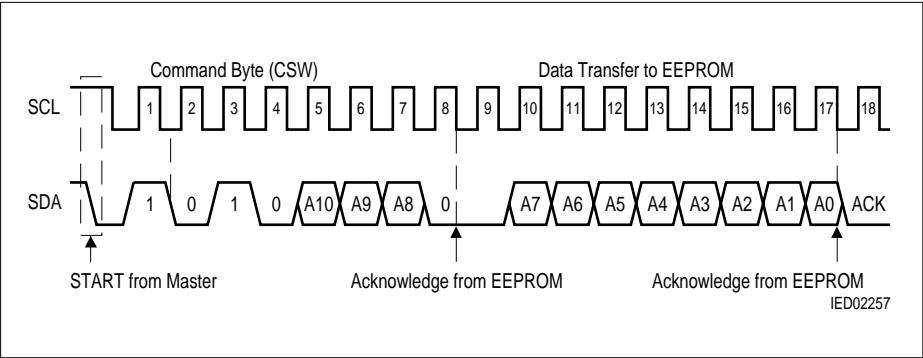 Command Byte (CSW) Data Transfer to EEPROM
SCL 1 2 3 4 5 6 7 8 9 10 11 12 13 14 15 16 17 18
SDA 1 0 1 0 A10 A9 A8 0 A7 A6 A5 A4 A3 A2 A1 A0 ACK
START from Master Acknowledge from EEPROM Acknowledge from EEPROM
IED02257